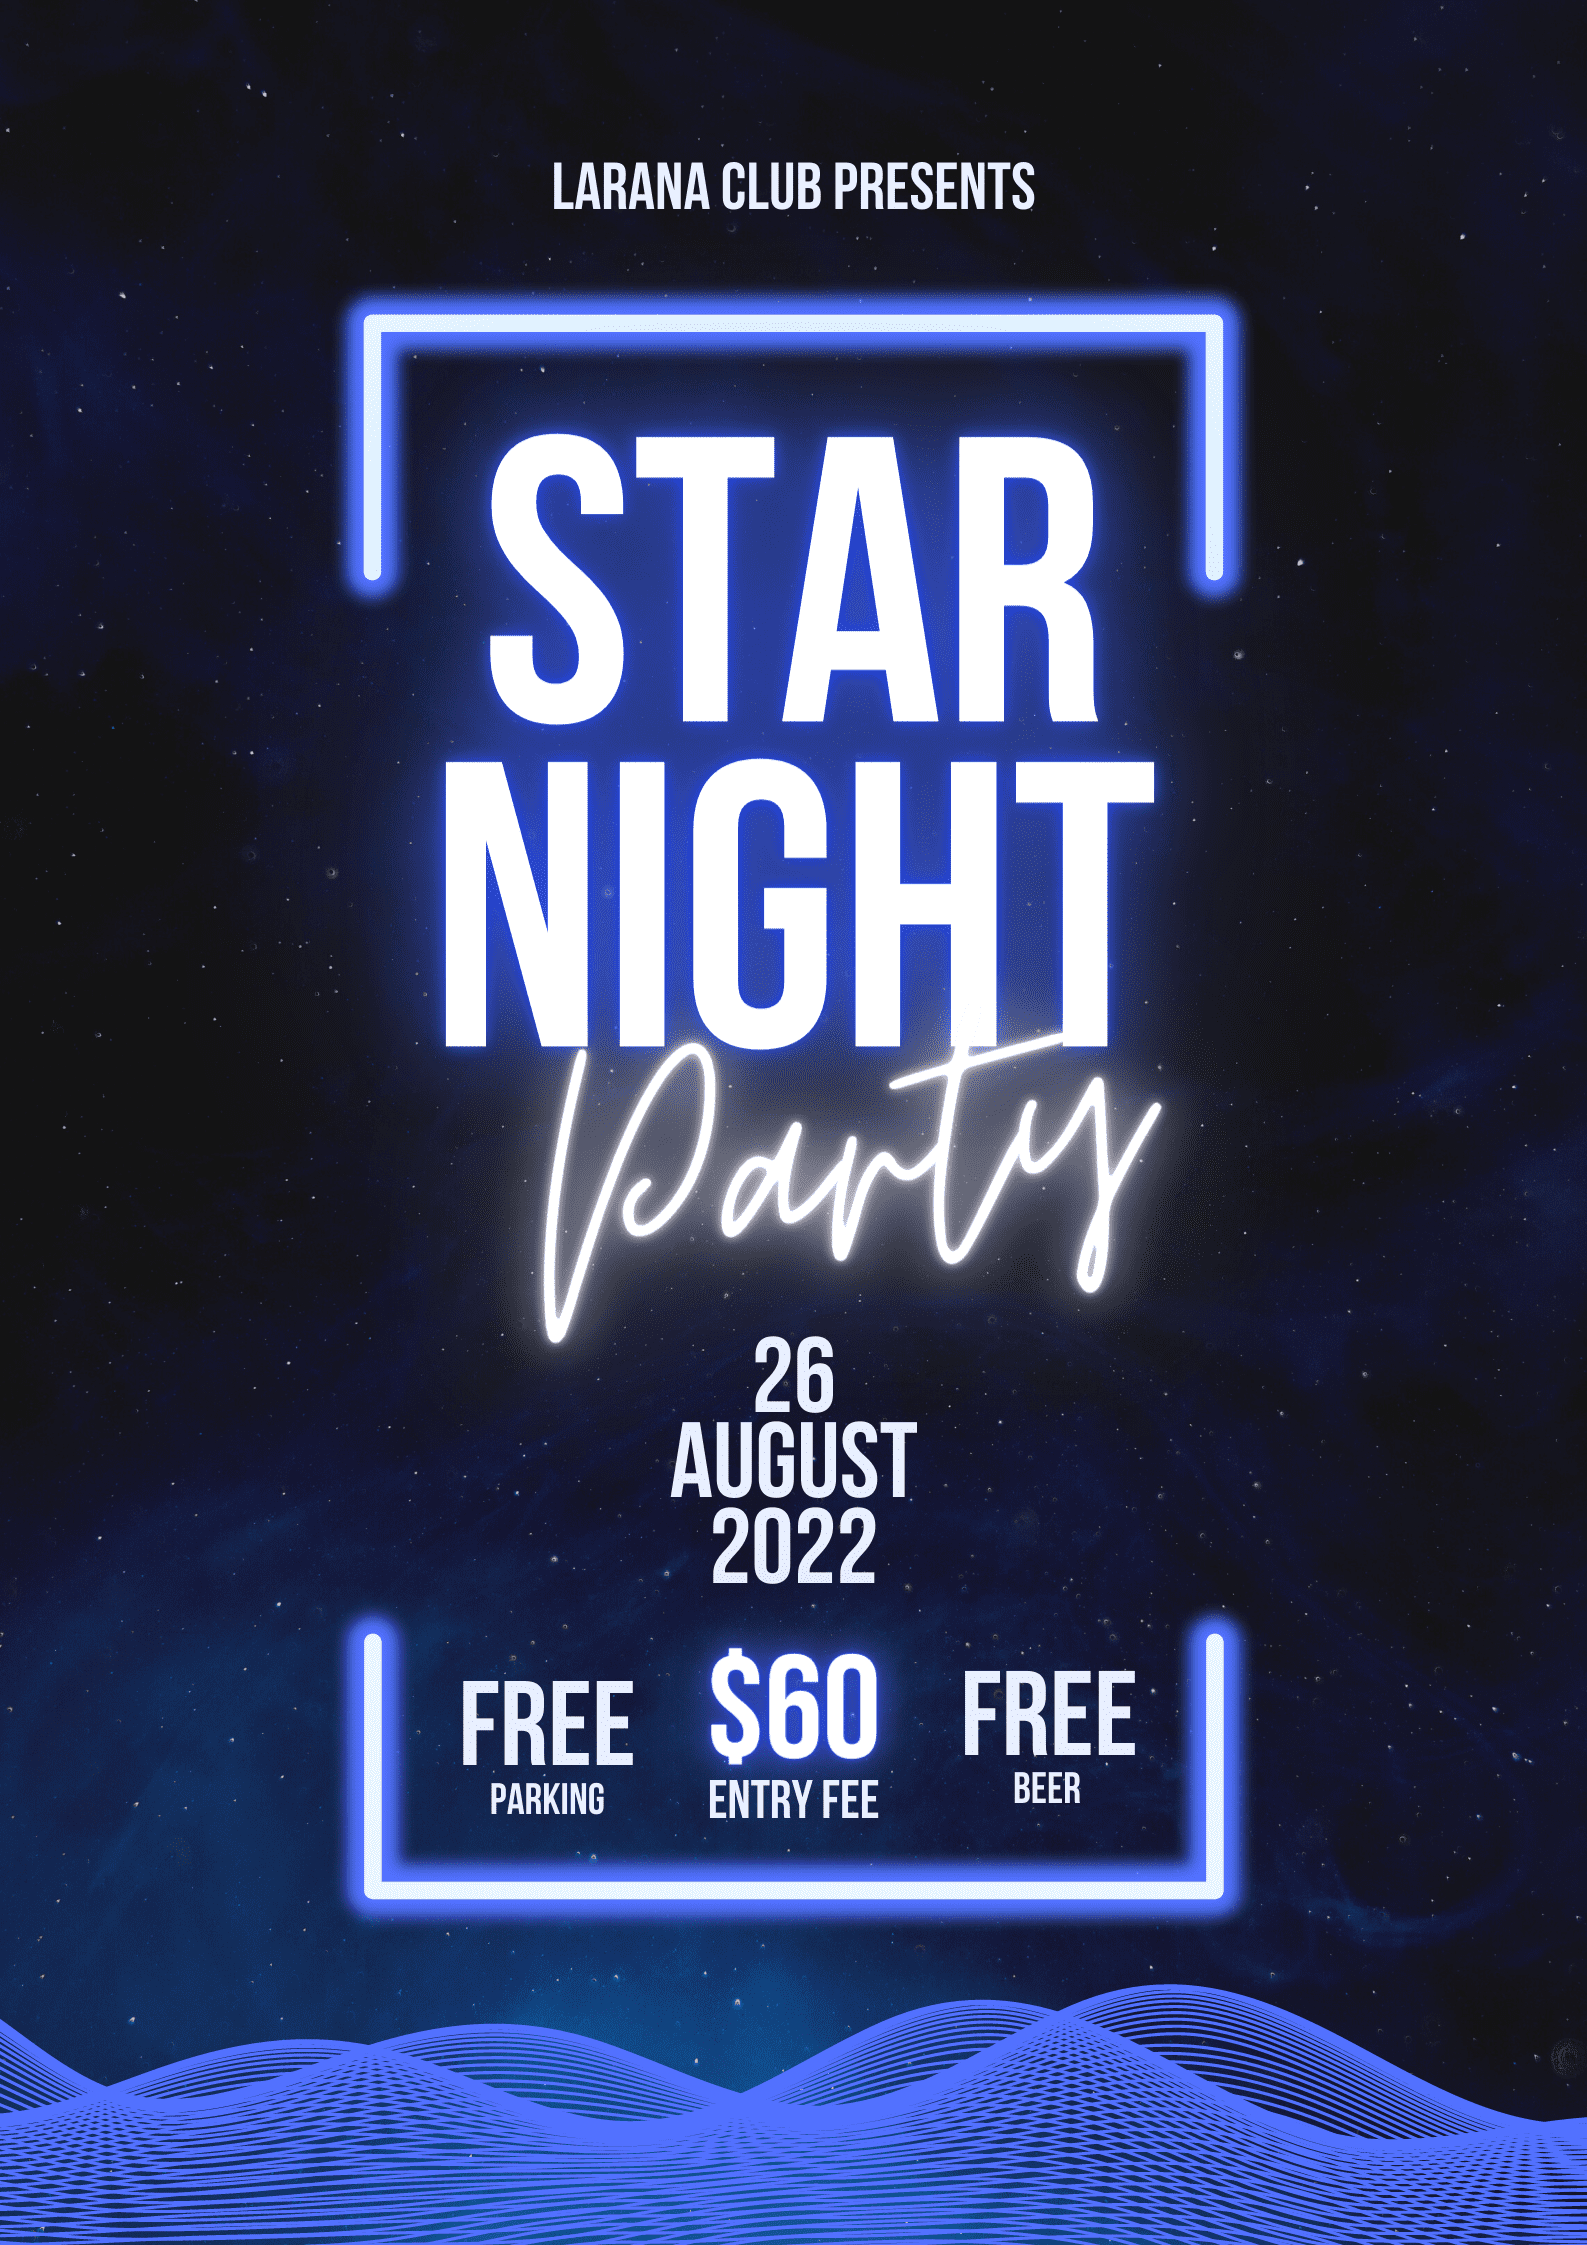 LARANA CLUB PRESENTS
STAR
NIGHT
Party
26
AUGUST
2022
FREE
PARKING
$60
ENTRY FEE
FREE
BEER